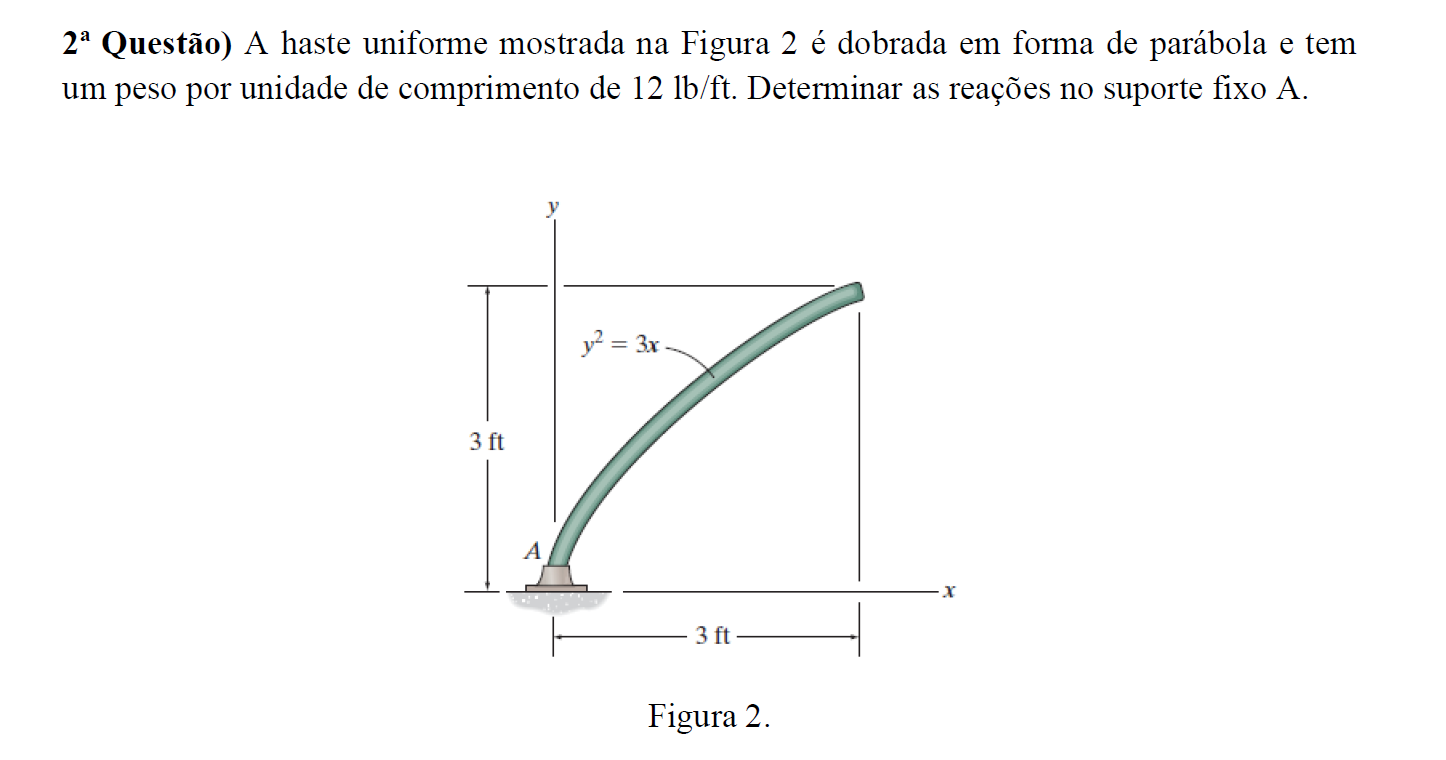 2ª Questão) A haste uniforme mostrada na Figura 2 é dobrada em forma de parábola e tem
um peso por unidade de comprimento de 12 lb/ft. Determinar as reações no suporte fixo A.
y
y² = 3x
3 ft
A
x
3 ft
Figura 2.